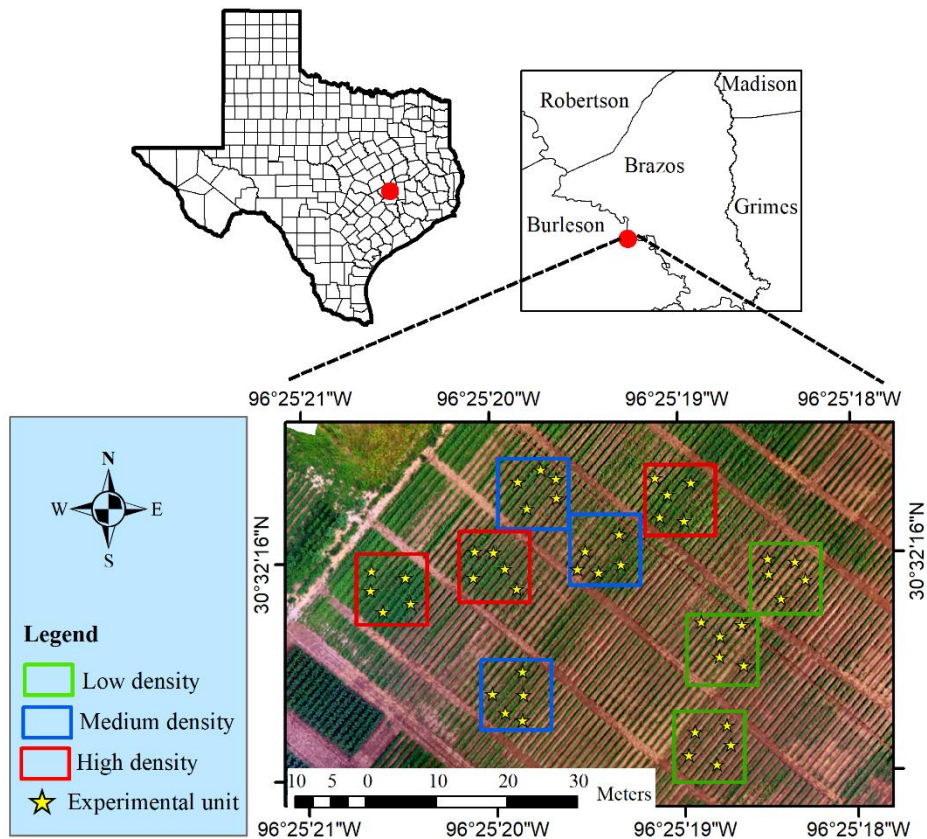 Robertson
Madison
Brazos
Grimes
Burleson
96°25'21"W 96°25'20"W 96°25'19"W 96°25'18"W
N
W E
S
30°32'16"N
30°32'16"N
Legend
Low density
Medium density
High density
Experimental unit
10 5 0 10 20 30 Meters
96°25'21"W 96°25'20"W 96°25'19"W 96°25'18"W